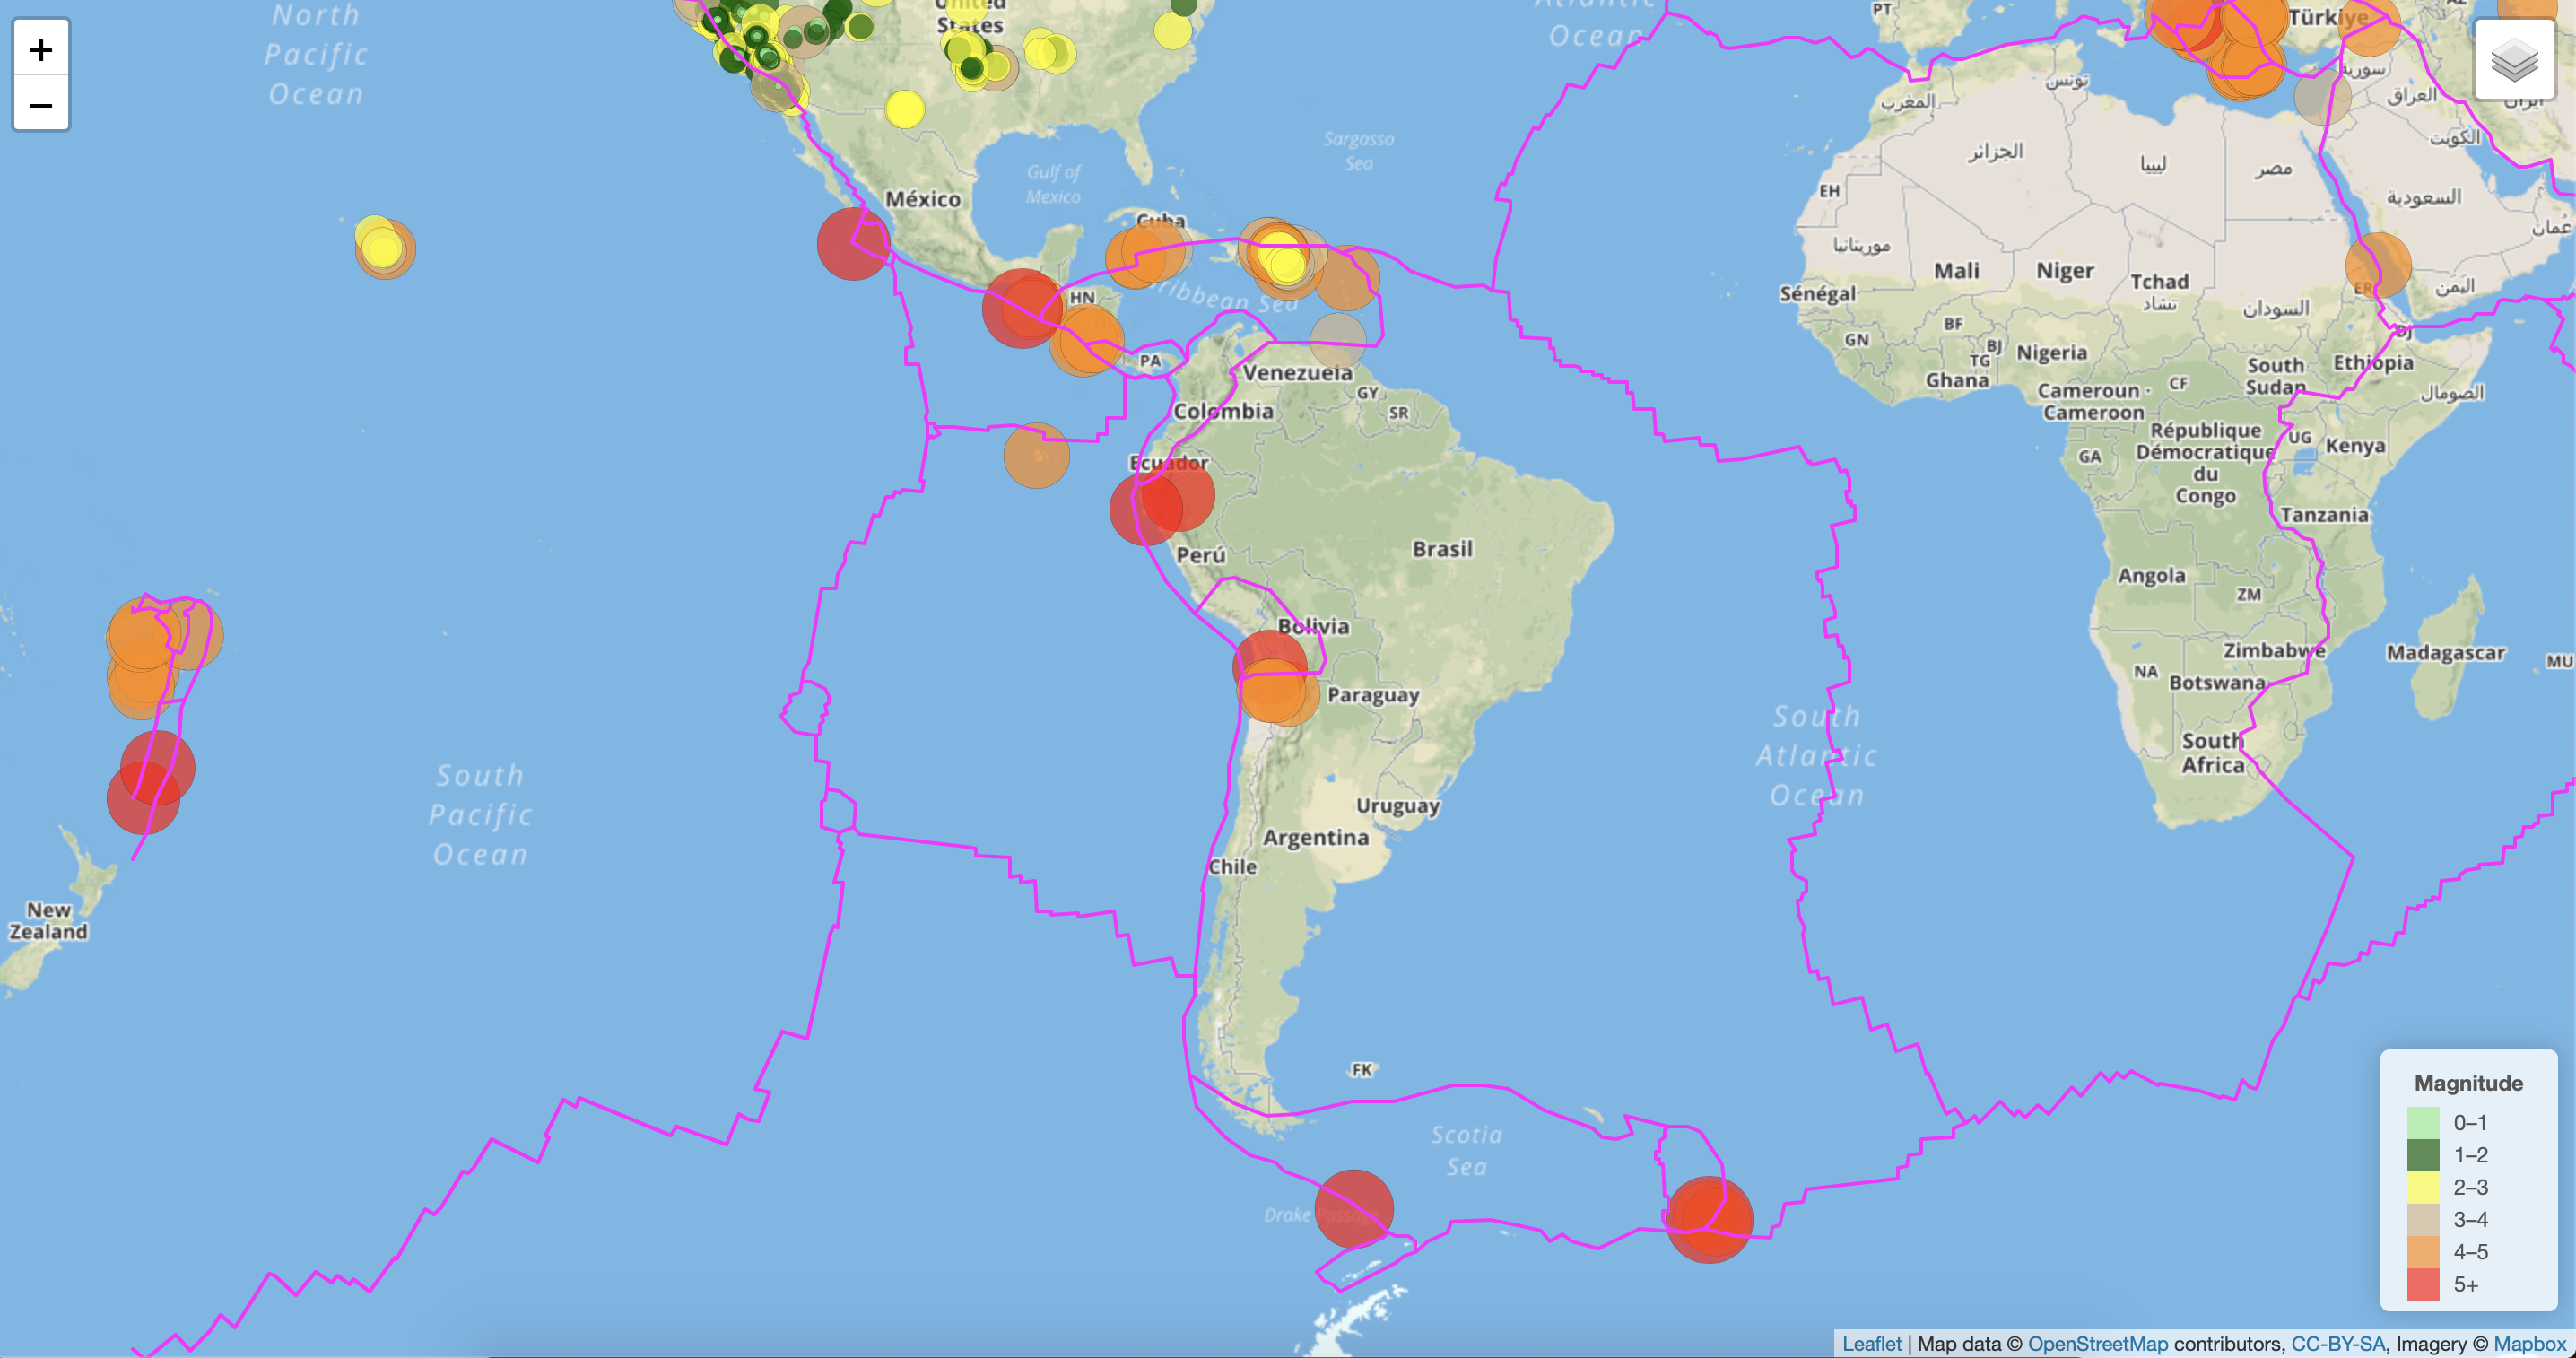 North
Pacific
Ocean
United
States
Atlantic
Ocean
PT
Türkiye
AZ
+
−
سورية
العراق
ايران
تونس
المغرب
الكويت
Sargasso
Sea
الجزائر
ليبيا
مصر
السعودية
EH
Gulf of
Mexico
México
Cuba
عُمان
موريتانيا
Mali
Niger
Tchad
تشاد
ER
اليمن
HN
Caribbean Sea
Sénégal
السودان
BF
DJ
GN
BJ
TG
Nigeria
Ghana
PA
South
Sudan
Ethiopia
Venezuela
Cameroun -
Cameroon
CF
الصومال
GY
SR
Colombia
République
Démocratique
du
Congo
UG
Kenya
GA
Ecuador
Tanzania
Perú
Brasil
Angola
ZM
Bolivia
Zimbabwe
Madagascar
MU
NA
Botswana
Paraguay
South
Atlantic
Ocean
South
Africa
South
Pacific
Ocean
Uruguay
Argentina
Chile
New
Zealand
FK
Scotia
Sea
Drake Passage
Magnitude
0–1
1–2
2–3
3–4
4–5
5+
Leaflet | Map data © OpenStreetMap contributors, CC-BY-SA, Imagery © Mapbox